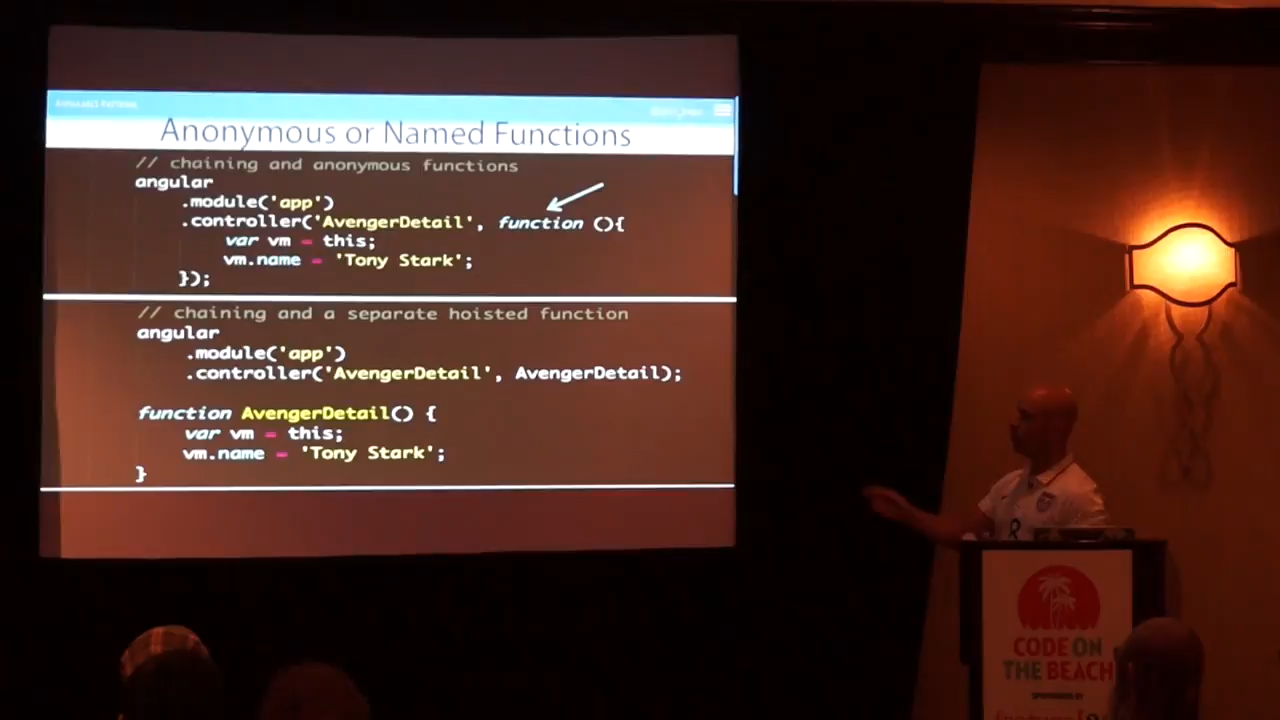 Anonymous or Named Functions
// chaining and anonymous functions
angular
.module('app')
.controller('AvengerDetail', function (){
var vm = this;
vm.name = 'Tony Stark';
});
// chaining and a separate hoisted function
angular
.module('app')
.controller('AvengerDetail', AvengerDetail);
function AvengerDetail() {
var vm = this;
vm.name = 'Tony Stark';
}
CODE ON
THE BEACH
SPONSORED BY